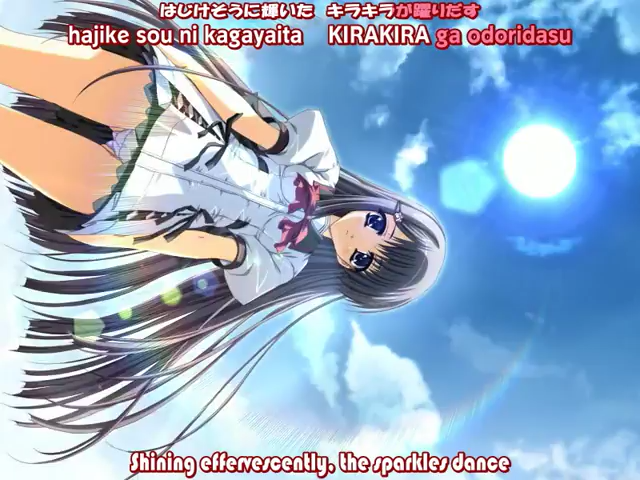 はじけそうに輝いた キラキラが躍りだす
hajike sou ni kagayaita KIRAKIRA ga odoridasu
Shining effervescently, the sparkles dance